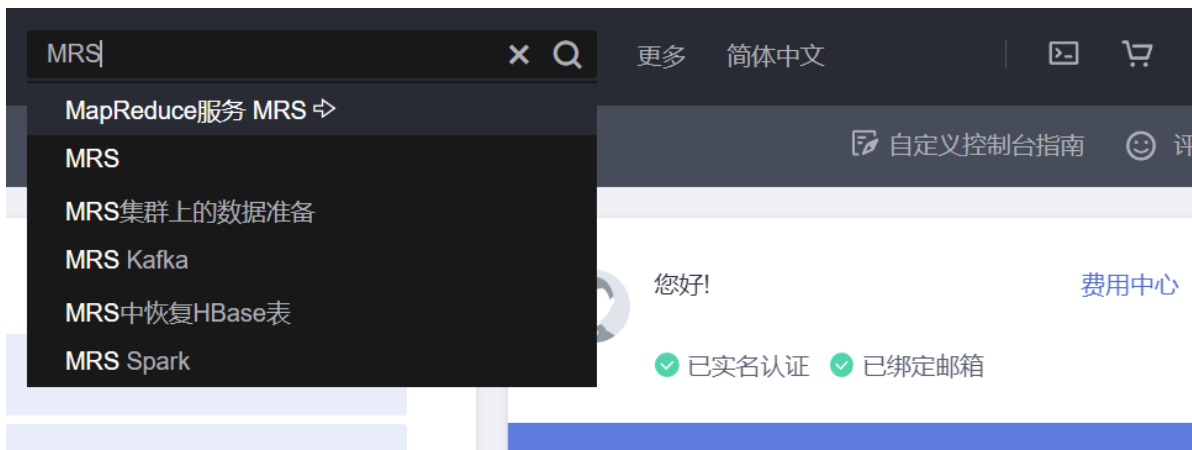 MRS
更多 简体中文
MapReduce服务 MRS
MRS
自定义控制台指南 评
MRS集群上的数据准备
MRS Kafka
您好! 费用中心
MRS中恢复HBase表
MRS Spark
已实名认证 已绑定邮箱